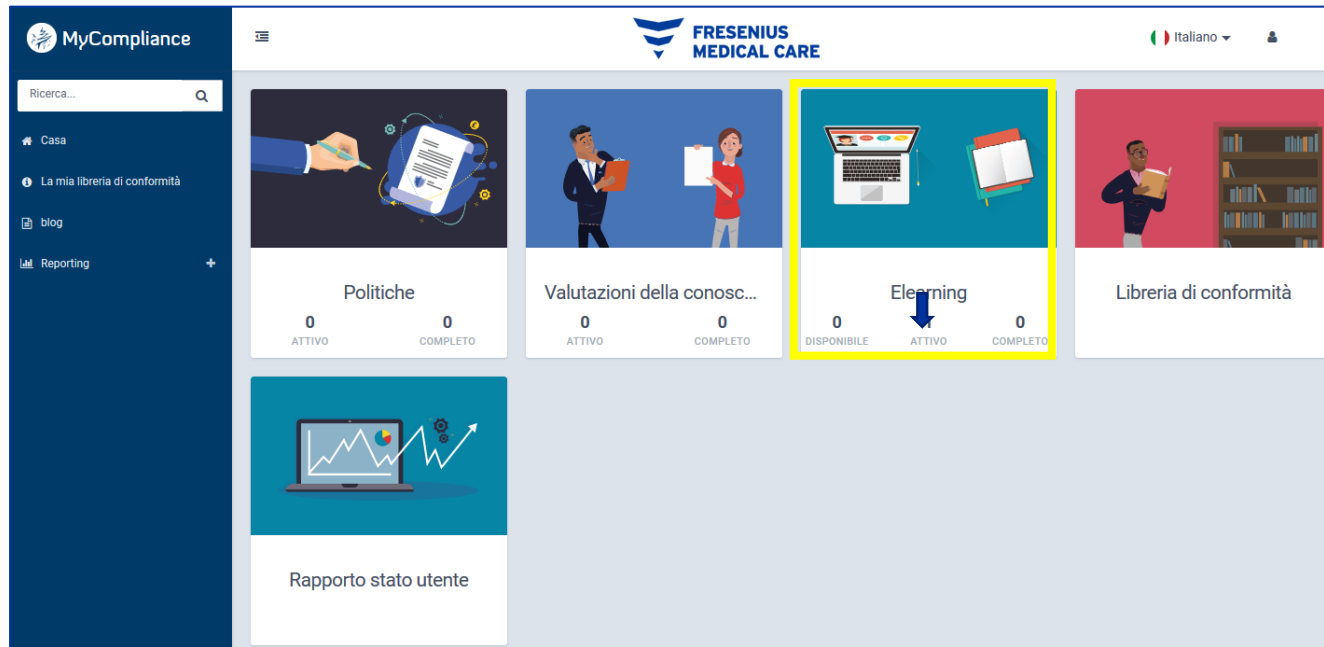 MyCompliance
FRESENIUS
MEDICAL CARE
Italiano
Ricerca...
Casa
La mia libreria di conformità
blog
Reporting
Politiche
0 0
ATTIVO COMPLETO
Valutazioni della conosc...
0 0
ATTIVO COMPLETO
Elearning
0 0
DISPONIBILE ATTIVO COMPLETO
Libreria di conformità
Rapporto stato utente